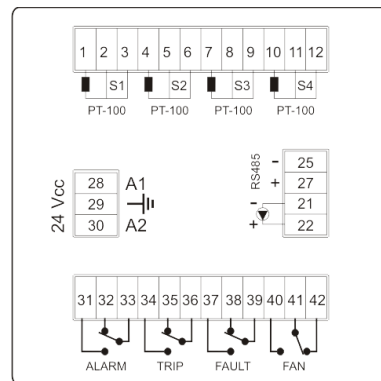 1 2 3 4 5 6 7 8 9 10 11 12
S1 S2 S3 S4
PT-100 PT-100 PT-100 PT-100
24 Vcc
28 A1
29
30 A2
RS485
- 25
+ 27
- 21
+ 22
31 32 33 34 35 36 37 38 39 40 41 42
ALARM TRIP FAULT FAN